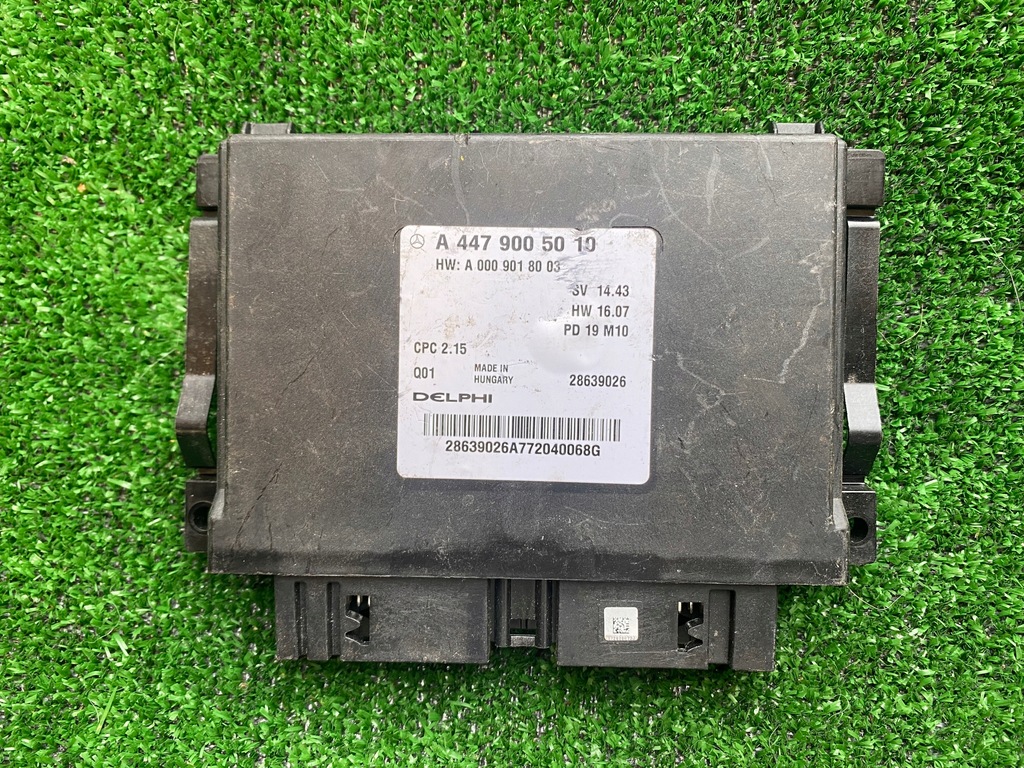 A 447 900 50 10
HW: A 000 901 80 03
SV 14.43
HW 16.07
PD 19 M10
CPC 2.15
Q01
MADE IN
HUNGARY
28639026
DELPHI
28639026A772040068G